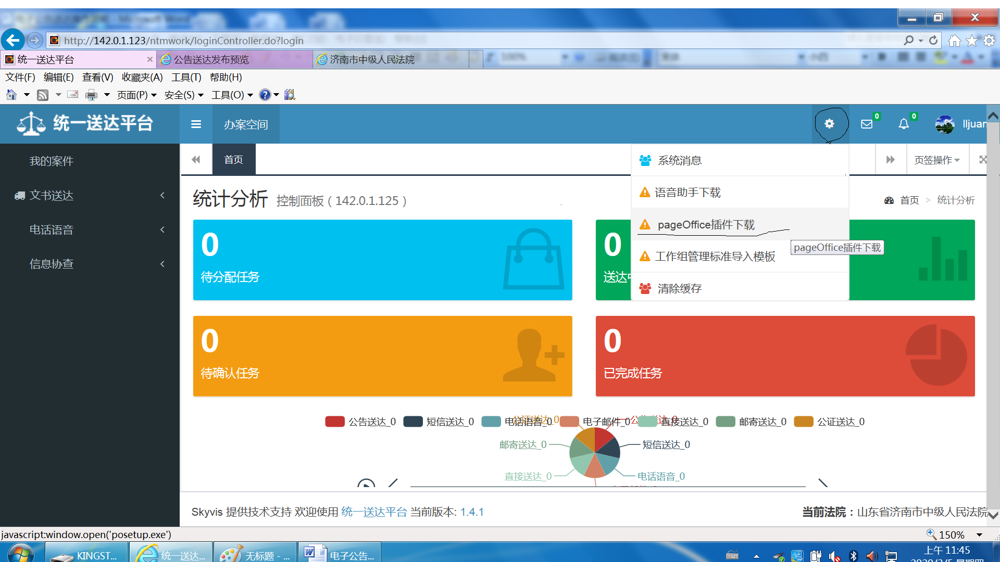 http://142.0.1.123/ntmwork/loginController.do?login
统一送达平台
公告送达发布预览
济南市中级人民法院
100%
文件(F) 编辑(E) 查看(V) 收藏夹(A) 工具(T) 帮助(H)
页面(P) 安全(S) 工具(O)
统一送达平台
办案空间
0
0
lljuan
我的案件
文书送达
电话语音
信息协查
首页
页签操作
系统消息
语音助手下载
pageOffice插件下载
工作组管理标准导入模板
清除缓存
pageOffice插件下载
统计分析 控制面板（142.0.1.125）
首页 > 统计分析
0
待分配任务
0
送达中
0
待确认任务
0
已完成任务
公告送达_0 短信送达_0 电话语音_0 电子邮件_0 直接送达_0 邮寄送达_0 公证送达_0
公证送达_0
公告送达_0
邮寄送达_0
短信送达_0
直接送达_0
电话语音_0
Skyvis 提供技术支持 欢迎使用 统一送达平台 当前版本: 1.4.1
当前法院：山东省济南市中级人民法院
javascript:window.open('posetup.exe')
150%
KINGST...
统一送达...
无标题 - ...
电子公告...
上午 11:45